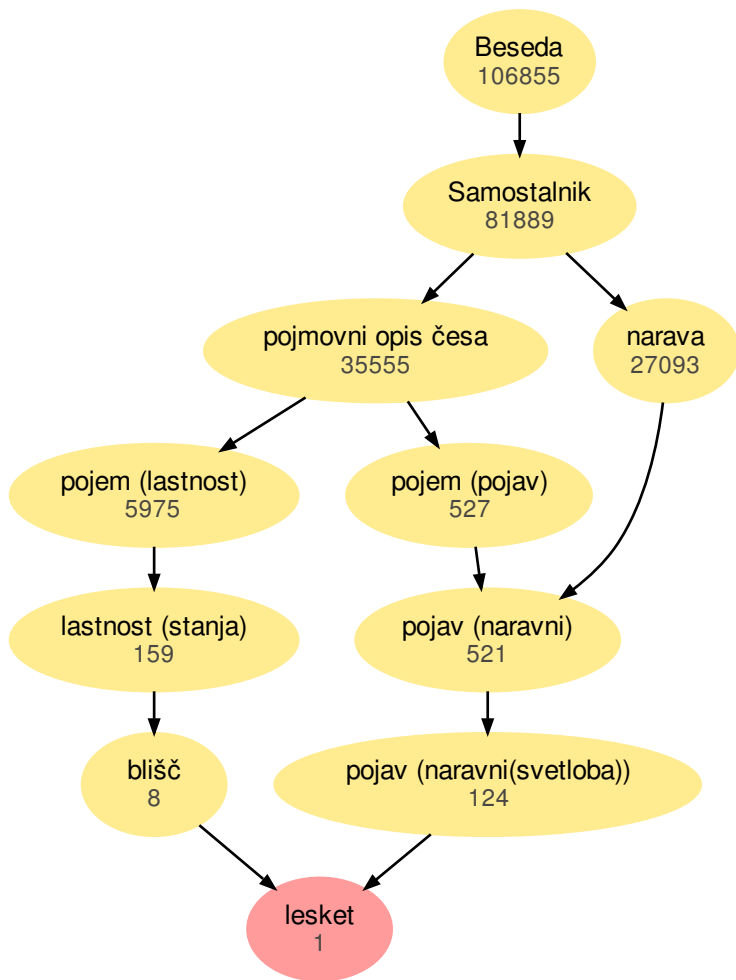 Beseda
106855
Samostalnik
81889
pojmovni opis česa
35555
narava
27093
pojem (lastnost)
5975
pojem (pojav)
527
lastnost (stanja)
159
pojav (naravni)
521
blišč
8
pojav (naravni(svetloba))
124
lesket
1